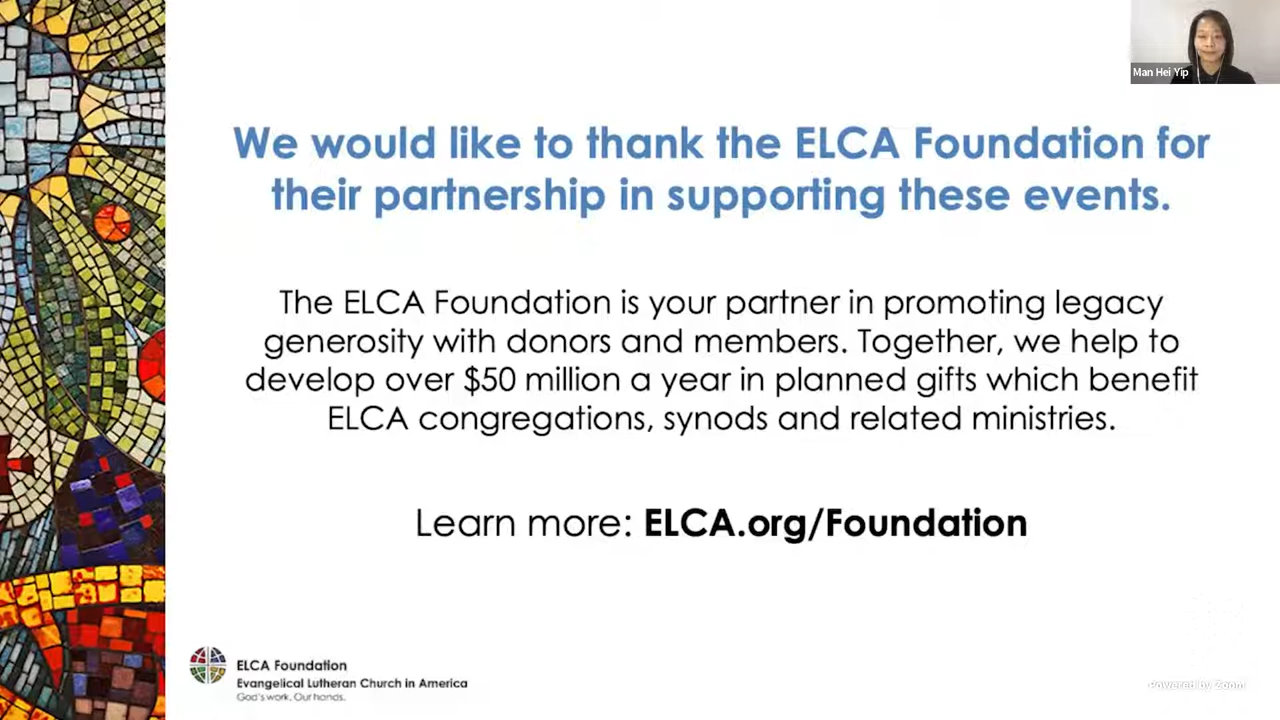 Man Hei Yip
We would like to thank the ELCA Foundation for
their partnership in supporting these events.
The ELCA Foundation is your partner in promoting legacy
generosity with donors and members. Together, we help to
develop over $50 million a year in planned gifts which benefit
ELCA congregations, synods and related ministries.
Learn more: ELCA.org/Foundation
ELCA Foundation
Evangelical Lutheran Church in America
God's work. Our hands.
Powered by Zoom